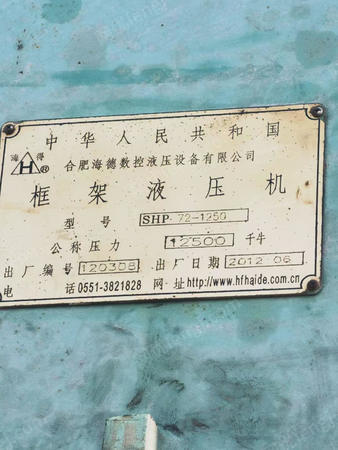 中华人民共和国
海 得 H ® 合肥海德数控液压设备有限公司
框架液压机
型号 SHP 72-1250
公称压力 12500 千牛
出厂编号 120308 出厂日期 2012 06
电话 0551-3821828 网·址 http://www.hfhaide.com.cn